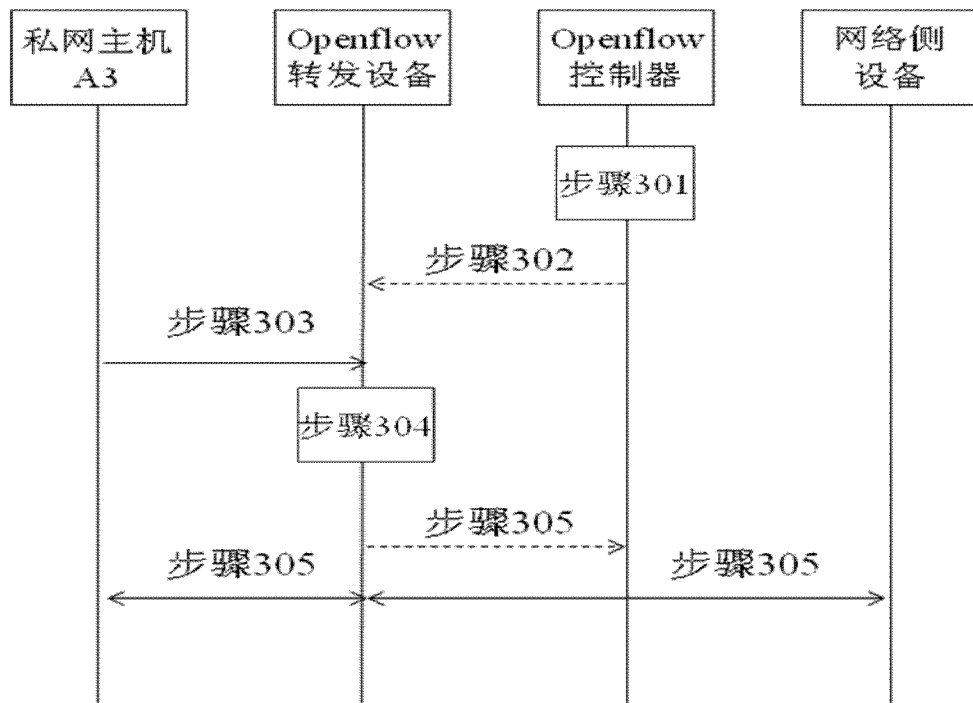 私网主机
A3
Openflow
转发设备
Openflow
控制器
网络侧
设备
步骤301
步骤302
步骤303
步骤304
步骤305
步骤305
步骤305